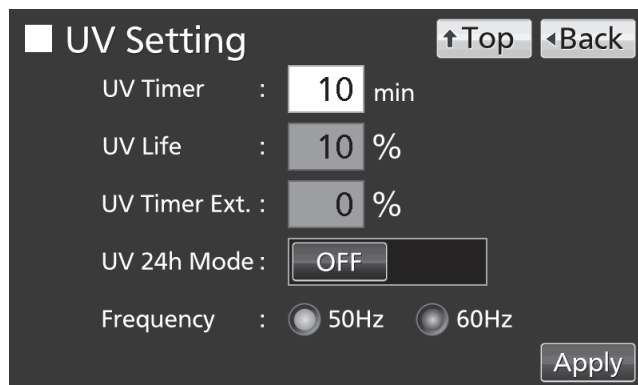 UV Setting ↑Top ◂Back
UV Timer : 10 min
UV Life : 10 %
UV Timer Ext. : 0 %
UV 24h Mode : OFF
Frequency : 50Hz 60Hz
Apply